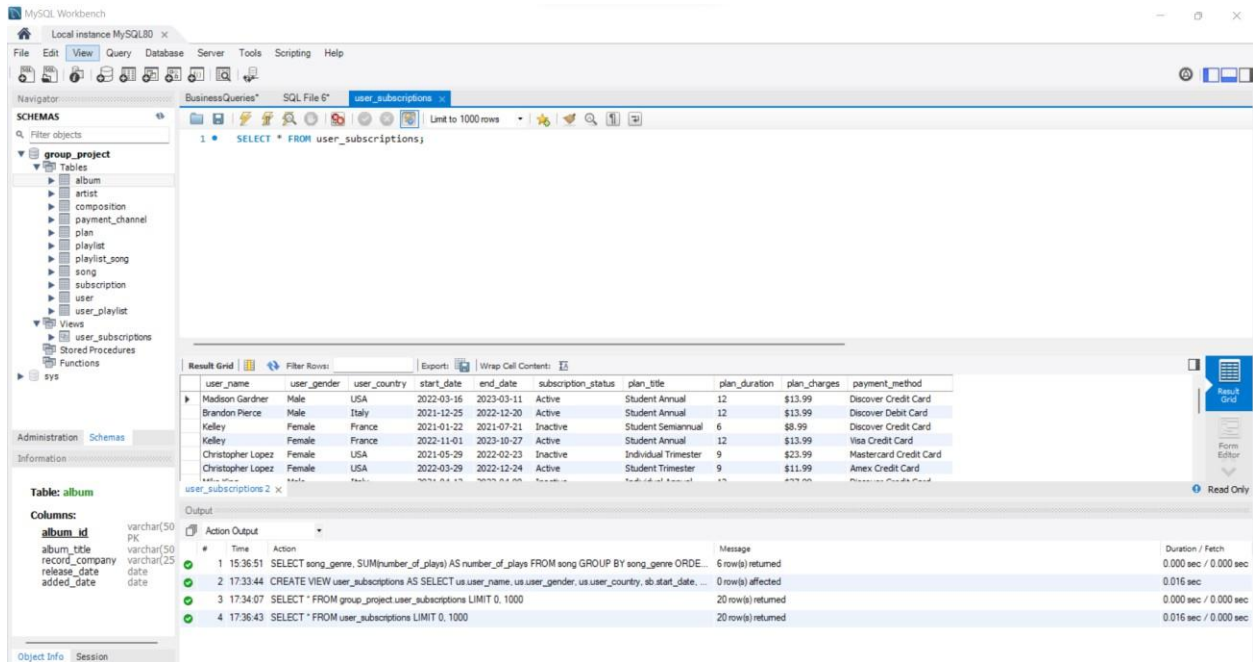 MySQL Workbench
Local instance MySQL80
File Edit View Query Database Server Tools Scripting Help
Navigator
SCHEMAS
Filter objects
group_project
Tables
album
artist
composition
payment_channel
plan
playlist
playlist_song
song
subscription
user
user_playlist
Views
user_subscriptions
Stored Procedures
Functions
sys
Administration Schemas
Information
Table: album
Columns:
album_id varchar(50 PK
album_title varchar(50
record_company varchar(25
release_date date
added_date date
Object Info Session
BusinessQueries* SQL File 6* user_subscriptions
Limit to 1000 rows
1 SELECT * FROM user_subscriptions;
Result Grid Filter Rows: Export: Wrap Cell Content:
user_name user_gender user_country start_date end_date subscription_status plan_title plan_duration plan_charges payment_method
Madison Gardner Male USA 2022-03-16 2023-03-11 Active Student Annual 12 $13.99 Discover Credit Card
Brandon Pierce Male Italy 2021-12-25 2022-12-20 Active Student Annual 12 $13.99 Discover Debit Card
Kelley Female France 2021-01-22 2021-07-21 Inactive Student Semiannual 6 $8.99 Discover Credit Card
Kelley Female France 2022-11-01 2023-10-27 Active Student Annual 12 $13.99 Visa Credit Card
Christopher Lopez Female USA 2021-05-29 2022-02-23 Inactive Individual Trimester 9 $23.99 Mastercard Credit Card
Christopher Lopez Female USA 2022-03-29 2022-12-24 Active Student Trimester 9 $11.99 Amex Credit Card
Result Grid
Form Editor
user_subscriptions 2
Read Only
Output
Action Output
# Time Action Message Duration / Fetch
1 15:36:51 SELECT song_genre, SUM(number_of_plays) AS number_of_plays FROM song GROUP BY song_genre ORDE... 6 row(s) returned 0.000 sec / 0.000 sec
2 17:33:44 CREATE VIEW user_subscriptions AS SELECT us.user_name, us.user_gender, us.user_country, sb.start_date, ... 0 row(s) affected 0.016 sec
3 17:34:07 SELECT * FROM group_project.user_subscriptions LIMIT 0, 1000 20 row(s) returned 0.000 sec / 0.000 sec
4 17:36:43 SELECT * FROM user_subscriptions LIMIT 0, 1000 20 row(s) returned 0.016 sec / 0.000 sec